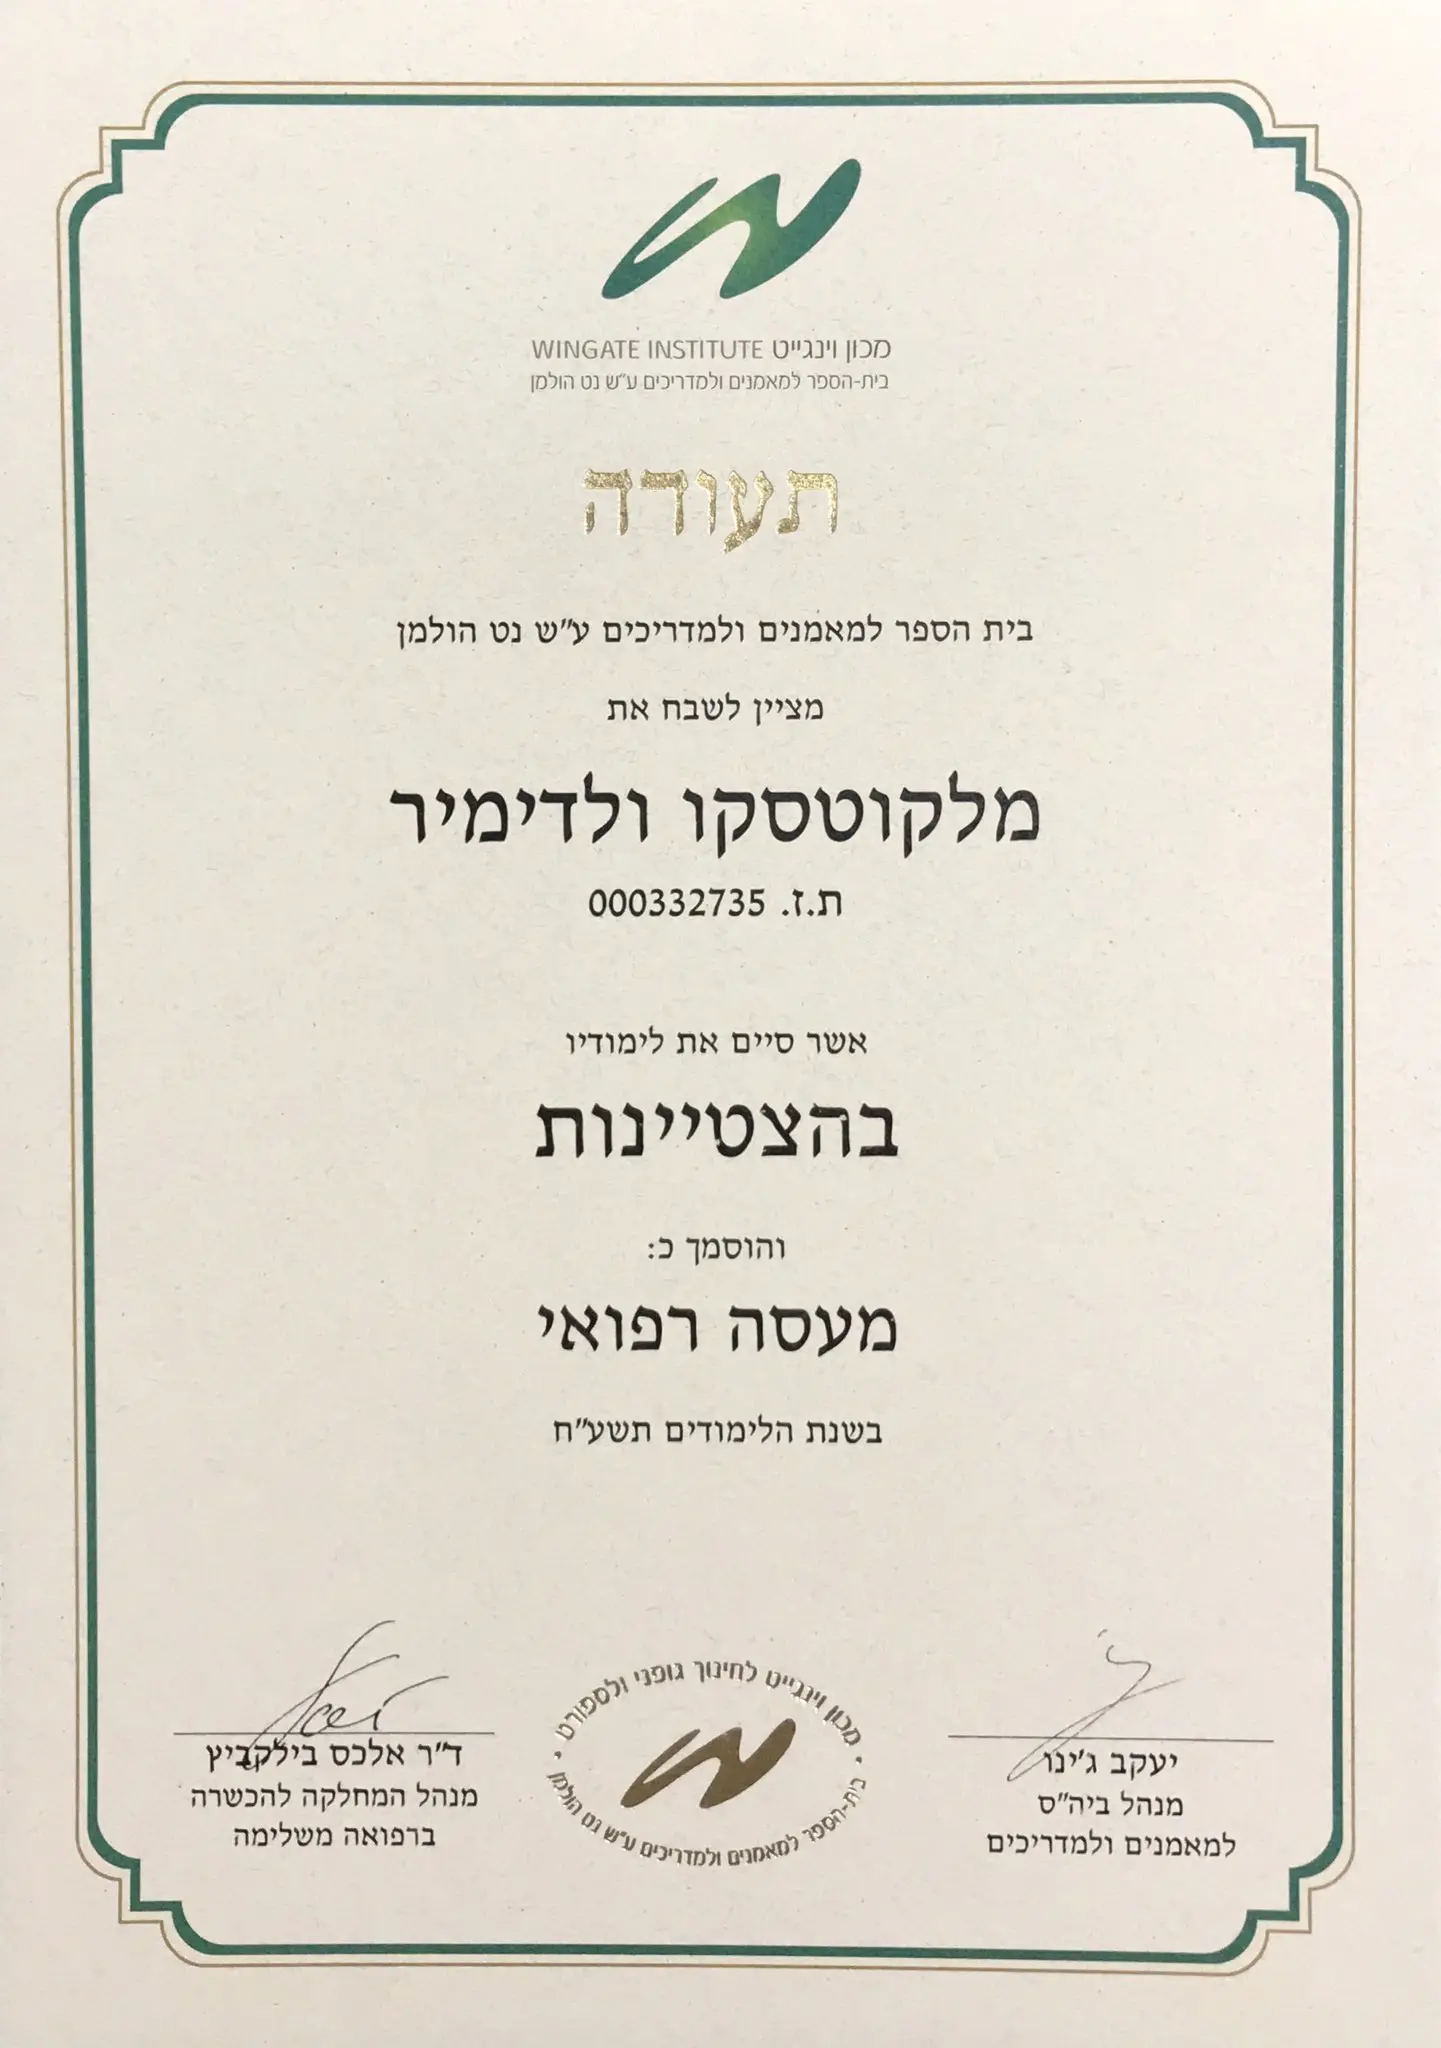 מכון וינגייט WINGATE INSTITUTE
בית-הספר למאמנים ולמדריכים ע״ש נט הולמן
תעודה
בית הספר למאמנים ולמדריכים ע״ש נט הולמן
מציין לשבח את
מלקוטסקו ולדימיר
ת.ז. 000332735
אשר סיים את לימודיו
בהצטיינות
והוסמך כ:
מעסה רפואי
בשנת הלימודים תשע״ח
יעקב ג'ינו
מנהל ביה״ס
למאמנים ולמדריכים
מכון וינגייט לחינוך גופני ולספורט
בית-הספר למאמנים ולמדריכים ע״ש נט הולמן
ד״ר אלכס בילקביץ
מנהל המחלקה להכשרה
ברפואה משלימה